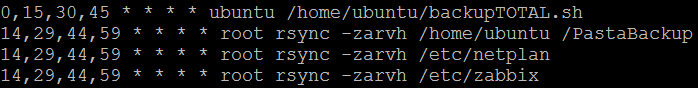 0,15,30,45 * * * * ubuntu /home/ubuntu/backupTOTAL.sh
14,29,44,59 * * * * root rsync -zarvh /home/ubuntu /PastaBackup
14,29,44,59 * * * * root rsync -zarvh /etc/netplan
14,29,44,59 * * * * root rsync -zarvh /etc/zabbix